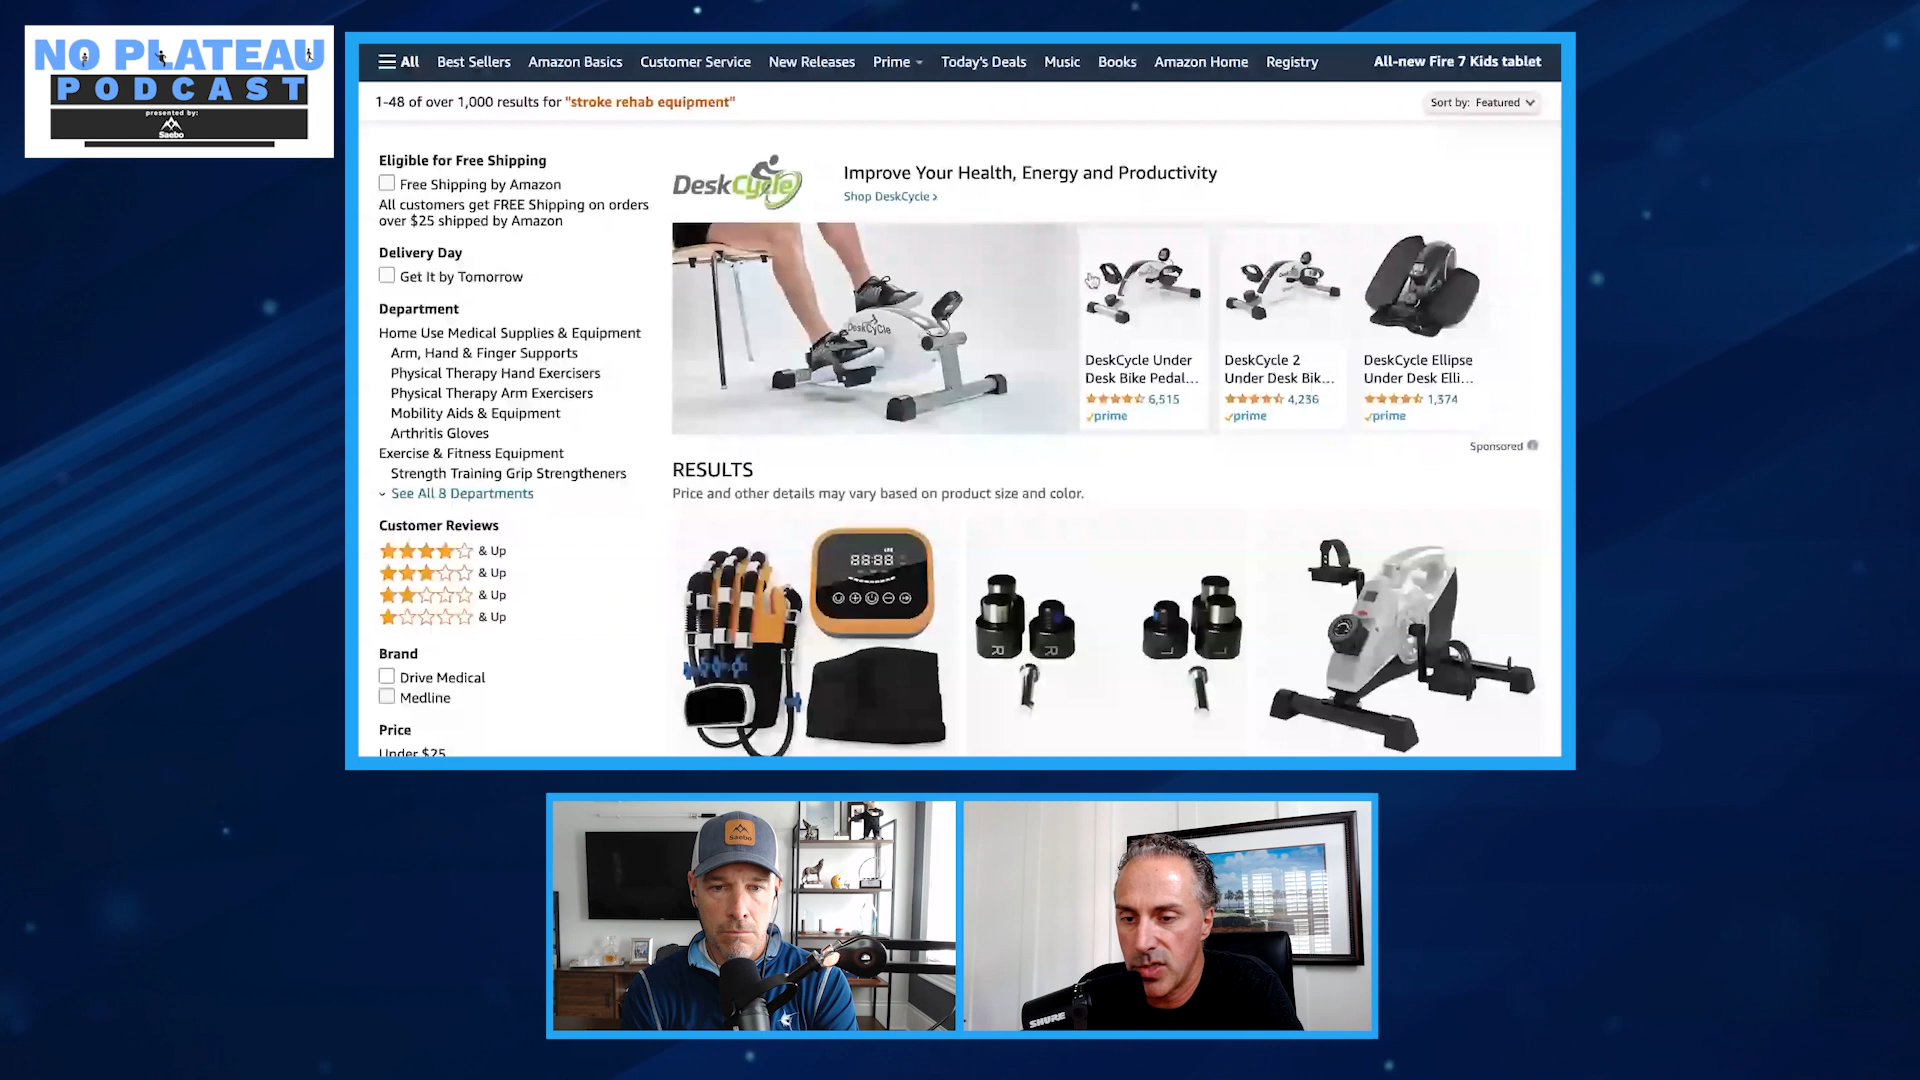 NO PLATEAU
PODCAST
presented by:
Saebo
All Best Sellers Amazon Basics Customer Service New Releases Prime Today's Deals Music Books Amazon Home Registry All-new Fire 7 Kids tablet
1-48 of over 1,000 results for "stroke rehab equipment"
Sort by: Featured
Eligible for Free Shipping
Free Shipping by Amazon
All customers get FREE Shipping on orders
over $25 shipped by Amazon
Delivery Day
Get It by Tomorrow
Department
Home Use Medical Supplies & Equipment
Arm, Hand & Finger Supports
Physical Therapy Hand Exercisers
Physical Therapy Arm Exercisers
Mobility Aids & Equipment
Arthritis Gloves
Exercise & Fitness Equipment
Strength Training Grip Strengtheners
See All 8 Departments
Customer Reviews
& Up
& Up
& Up
& Up
Brand
Drive Medical
Medline
Price
Under $25
DeskCycle
Improve Your Health, Energy and Productivity
Shop DeskCycle ›
DeskCycle
DeskCycle Under
Desk Bike Pedal...
6,515
prime
DeskCycle 2
Under Desk Bik...
4,236
prime
DeskCycle Ellipse
Under Desk Elli...
1,374
prime
Sponsored
RESULTS
Price and other details may vary based on product size and color.
88:88
R
R
L
L
Saebo
SHURE